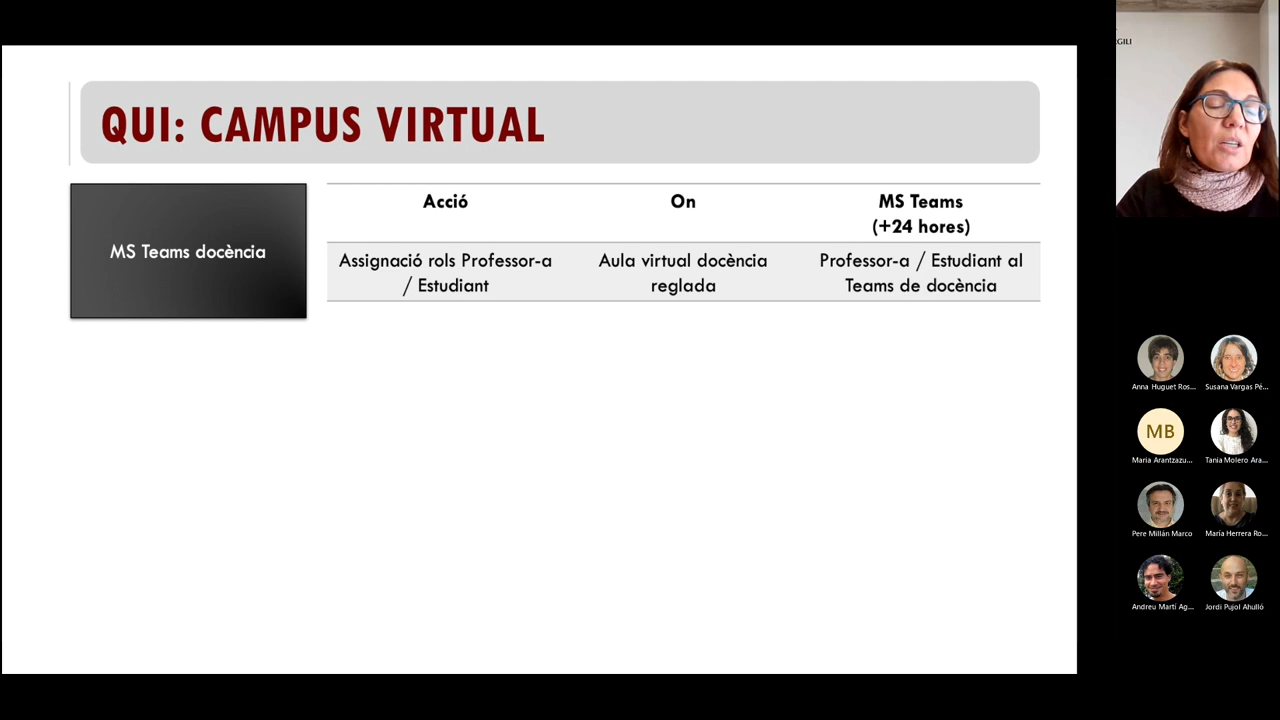 QUI: CAMPUS VIRTUAL
MS Teams docència
Acció
On
MS Teams
(+24 hores)
Assignació rols Professor-a
/ Estudiant
Aula virtual docència
reglada
Professor-a / Estudiant al
Teams de docència
Anna Huguet Ros...
Susana Vargas Pé...
MB
Maria Arantzazu...
Tania Molero Ara...
Pere Millán Marco
María Herrera Ro...
Andreu Martí Ag...
Jordi Pujol Ahulló